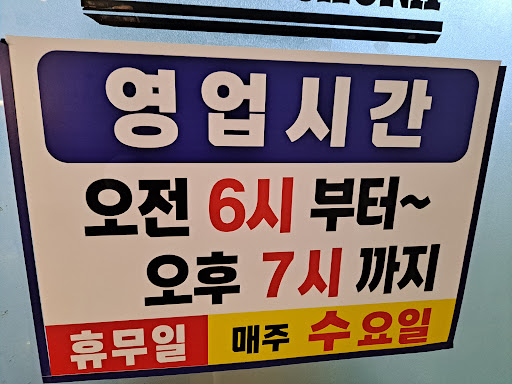 영업시간
오전 6시 부터~
오후 7시 까지
휴무일 매주 수요일